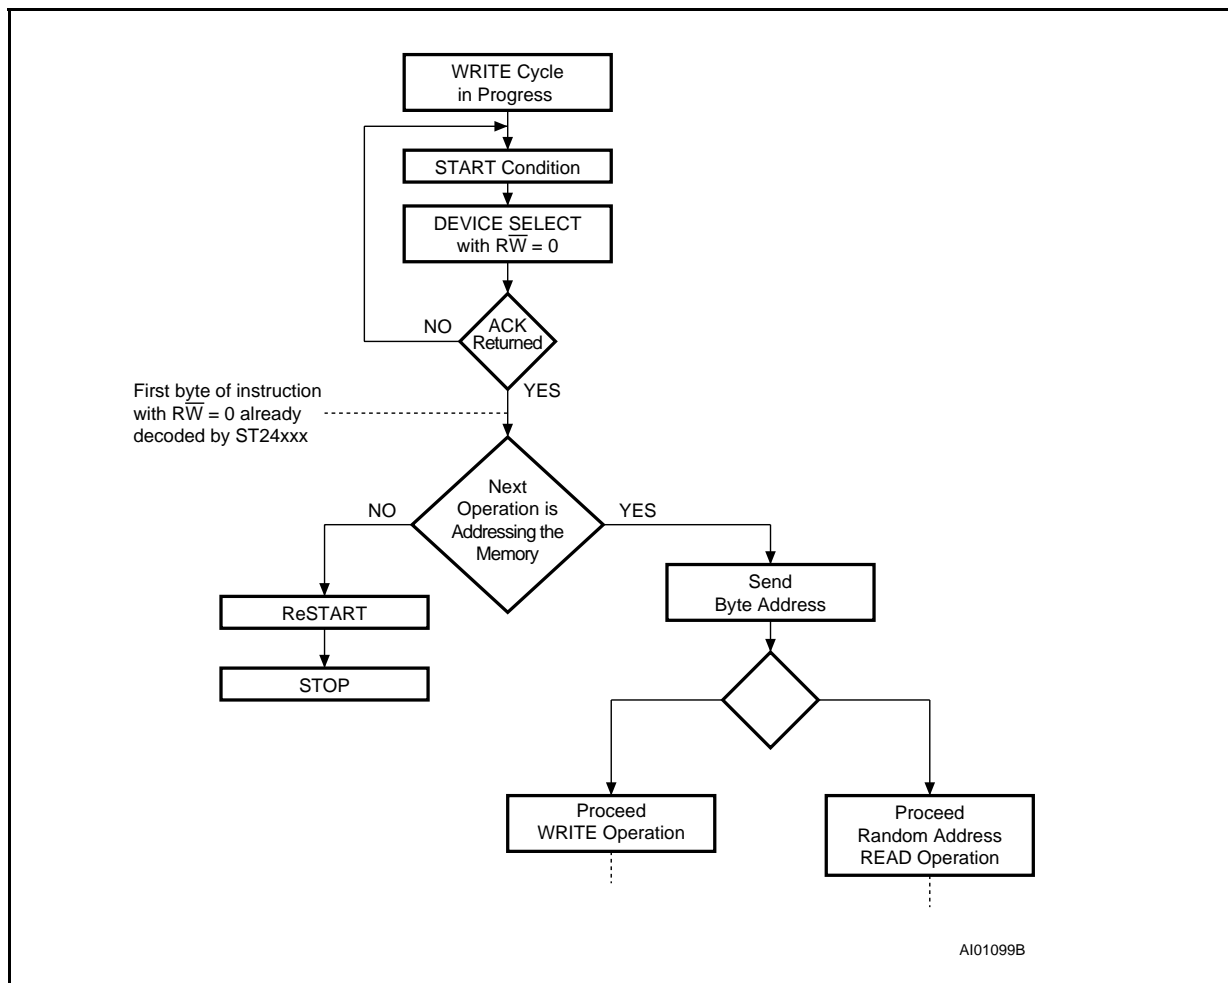 WRITE Cycle
in Progress
START Condition
DEVICE SELECT
with RW̅ = 0
ACK
Returned
NO
YES
First byte of instruction
with RW̅ = 0 already
decoded by ST24xxx
Next
Operation is
Addressing the
Memory
NO
YES
Send
Byte Address
ReSTART
STOP
Proceed
WRITE Operation
Proceed
Random Address
READ Operation
AI01099B